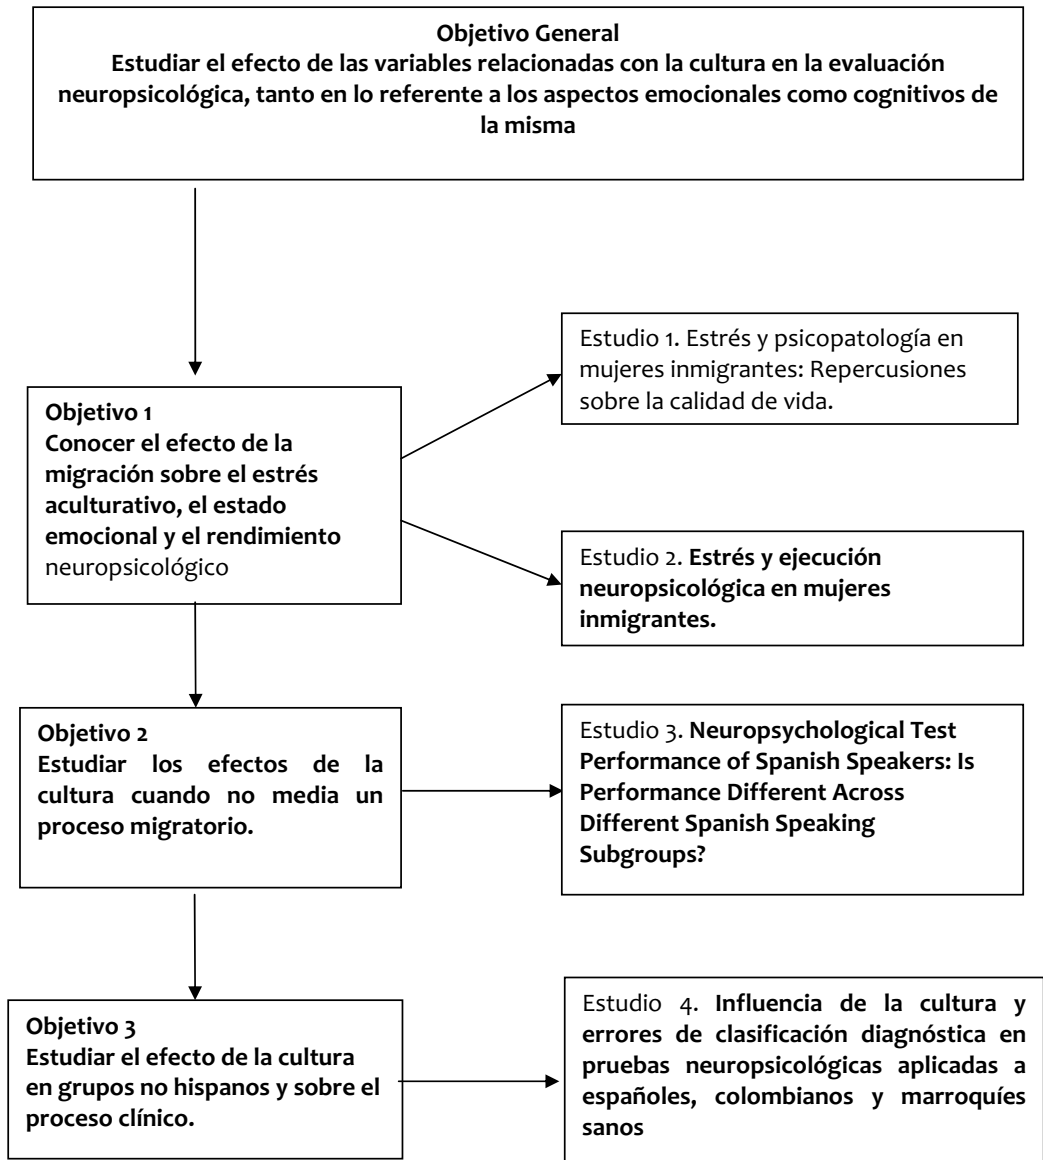 Objetivo General
Estudiar el efecto de las variables relacionadas con la cultura en la evaluación
neuropsicológica, tanto en lo referente a los aspectos emocionales como cognitivos de
la misma
Estudio 1. Estrés y psicopatología en
mujeres inmigrantes: Repercusiones
sobre la calidad de vida.
Objetivo 1
Conocer el efecto de la
migración sobre el estrés
aculturativo, el estado
emocional y el rendimiento
neuropsicológico
Estudio 2. Estrés y ejecución
neuropsicológica en mujeres
inmigrantes.
Objetivo 2
Estudiar los efectos de la
cultura cuando no media un
proceso migratorio.
Estudio 3. Neuropsychological Test
Performance of Spanish Speakers: Is
Performance Different Across
Different Spanish Speaking
Subgroups?
Objetivo 3
Estudiar el efecto de la cultura
en grupos no hispanos y sobre el
proceso clínico.
Estudio 4. Influencia de la cultura y
errores de clasificación diagnóstica en
pruebas neuropsicológicas aplicadas a
españoles, colombianos y marroquíes
sanos